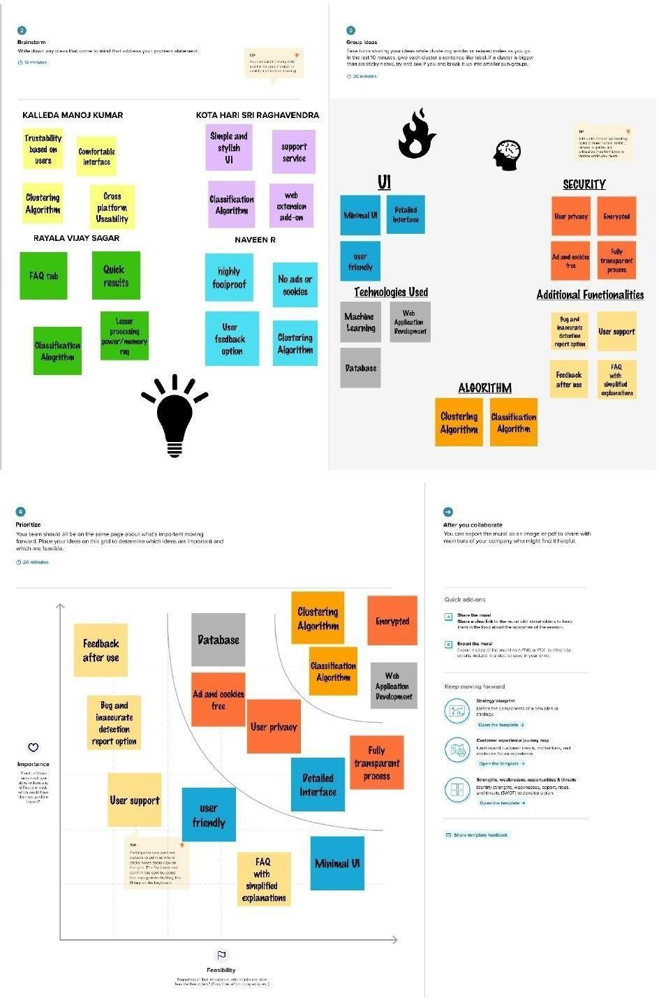 2
Brainstorm
Write down any ideas that come to mind that address your problem statement.
10 minutes
TIP
You can select a sticky note
and hit the pencil [switch to
sketch] icon to start drawing!
KALLEDA MANOJ KUMAR
Trustability
based on
users
Comfortable
interface
Clustering
Algorithm
Cross
platform
Useability
KOTA HARI SRI RAGHAVENDRA
Simple and
stylish
UI
support
service
Classification
Algorithm
web
extension
add-on
RAYALA VIJAY SAGAR
FAQ tab
Quick
results
Classification
Alogrithm
Lesser
processing
power/memory
req
NAVEEN R
highly
foolproof
No ads or
cookies
User
feedback
option
Clustering
Algorithm
3
Group ideas
Take turns sharing your ideas while clustering similar or related notes as you go.
In the last 10 minutes, give each cluster a sentence-like label. If a cluster is bigger
than six sticky notes, try and see if you and break it up into smaller sub-groups.
20 minutes
TIP
UI
Minimal UI
Detailed
Interface
user
friendly
SECURITY
User privacy
Encrypted
Ad and cookies
free
Fully
transparent
process
Technologies Used
Machine
Learning
Web
Application
Development
Database
Additional Functionalities
Bug and
inaccurate
detection
report option
User support
Feedback
after use
FAQ
with
simplified
explanations
ALGORITHM
Clustering
Algorithm
Classification
Algorithm
4
Prioritize
Your team should all be on the same page about what's important moving
forward. Place your ideas on this grid to determine which ideas are important and
which are feasible.
20 minutes
Feedback
after use
Database
Clustering
Algorithm
Encrypted
Classification
Algorithm
Web
Application
Development
Ad and cookies
free
Bug and
inaccurate
detection
report option
User privacy
Fully
transparent
process
Detailed
Interface
User support
user
friendly
FAQ
with
simplified
explanations
Minimal UI
TIP
Participants can use their
cursors to point at where
sticky notes should go on
the grid. The facilitator can
confirm the spot by using
the laser pointer holding the
H key on the keyboard.
Importance
If each of these
tasks could get
done without any
difficulty or cost,
which would have
the most positive
impact?
Feasibility
Regardless of their importance, which tasks are more
feasible than others? (Cost, time, effort, complexity, etc.)
After you collaborate
You can export the mural as an image or pdf to share with
members of your company who might find it helpful.
Quick add-ons
A
Share the mural
Share a view link to the mural with stakeholders to keep
them in the loop about the outcomes of the session.
B
Export the mural
Export a copy of the mural as a PNG or PDF to attach to
emails, include in slides, or save in your drive.
Keep moving forward
Strategy blueprint
Define the components of a new idea or
strategy.
Open the template →
Customer experience journey map
Understand customer needs, motivations, and
obstacles for an experience.
Open the template →
Strengths, weaknesses, opportunities & threats
Identify strengths, weaknesses, opportunities,
and threats (SWOT) to develop a plan.
Open the template →
Share template feedback